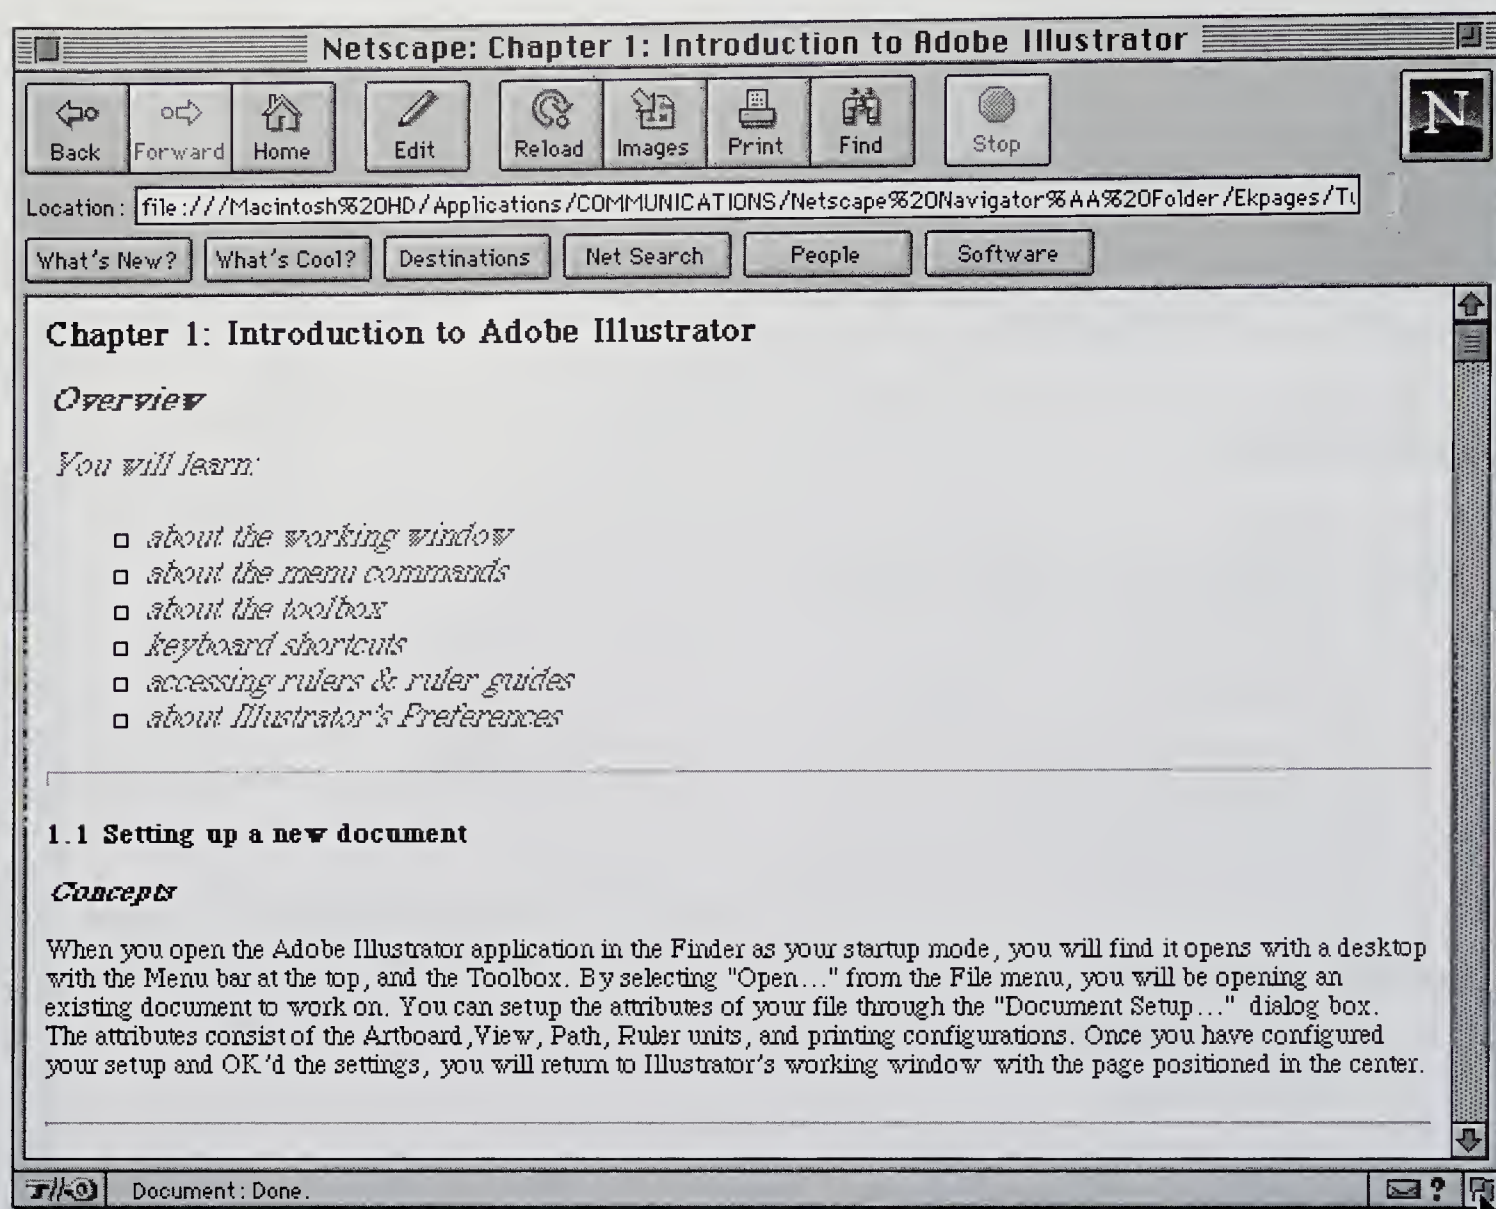 Netscape: Chapter 1: Introduction to Adobe Illustrator
Back Forward Home Edit Reload Images Print Find Stop
N
Location: file:///Macintosh%20HD/Applications/COMMUNICATIONS/Netscape%20Navigator%AA%20Folder/Ekpages/Tu
What's New? What's Cool? Destinations Net Search People Software
Chapter 1: Introduction to Adobe Illustrator
Overview
You will learn:
about the working window
about the menu commands
about the toolbox
keyboard shortcuts
accessing rulers & ruler guides
about Illustrator's Preferences
1.1 Setting up a new document
Concepts
When you open the Adobe Illustrator application in the Finder as your startup mode, you will find it opens with a desktop
with the Menu bar at the top, and the Toolbox. By selecting "Open..." from the File menu, you will be opening an
existing document to work on. You can setup the attributes of your file through the "Document Setup..." dialog box.
The attributes consist of the Artboard,View, Path, Ruler units, and printing configurations. Once you have configured
your setup and OK'd the settings, you will return to Illustrator's working window with the page positioned in the center.
Document: Done. ?